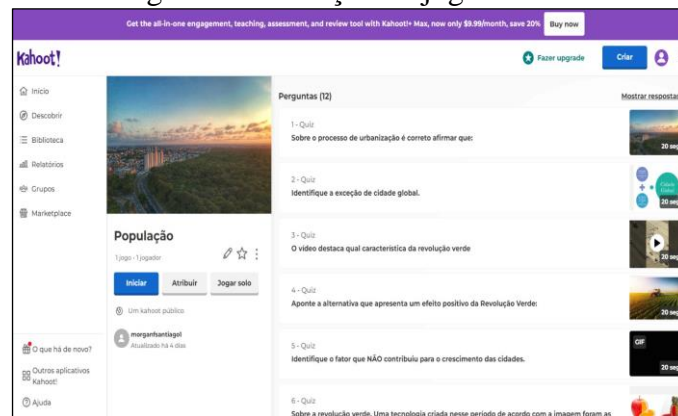 Get the all-in-one engagement, teaching, assessment, and review tool with Kahoot!+ Max, now only $9.99/month, save 20%
Buy now
Kahoot!
Fazer upgrade
Criar
Início
Descobrir
Biblioteca
Relatórios
Grupos
Marketplace
O que há de novo?
Outros aplicativos
Kahoot!
Ajuda
População
1 jogo · 1 jogador
Iniciar
Atribuir
Jogar solo
Um kahoot público
morganhsantiagol
Atualizado há 4 dias
Perguntas (12)
Mostrar respostas
1 - Quiz
Sobre o processo de urbanização é correto afirmar que:
20 seg
2 - Quiz
Identifique a exceção de cidade global.
20 seg
3 - Quiz
O vídeo destaca qual característica da revolução verde
20 seg
4 - Quiz
Aponte a alternativa que apresenta um efeito positivo da Revolução Verde:
20 seg
5 - Quiz
Identifique o fator que NÃO contribuiu para o crescimento das cidades.
GIF
20 seg
6 - Quiz
Sobre a revolução verde. Uma tecnologia criada nesse período de acordo com a imagem foram as